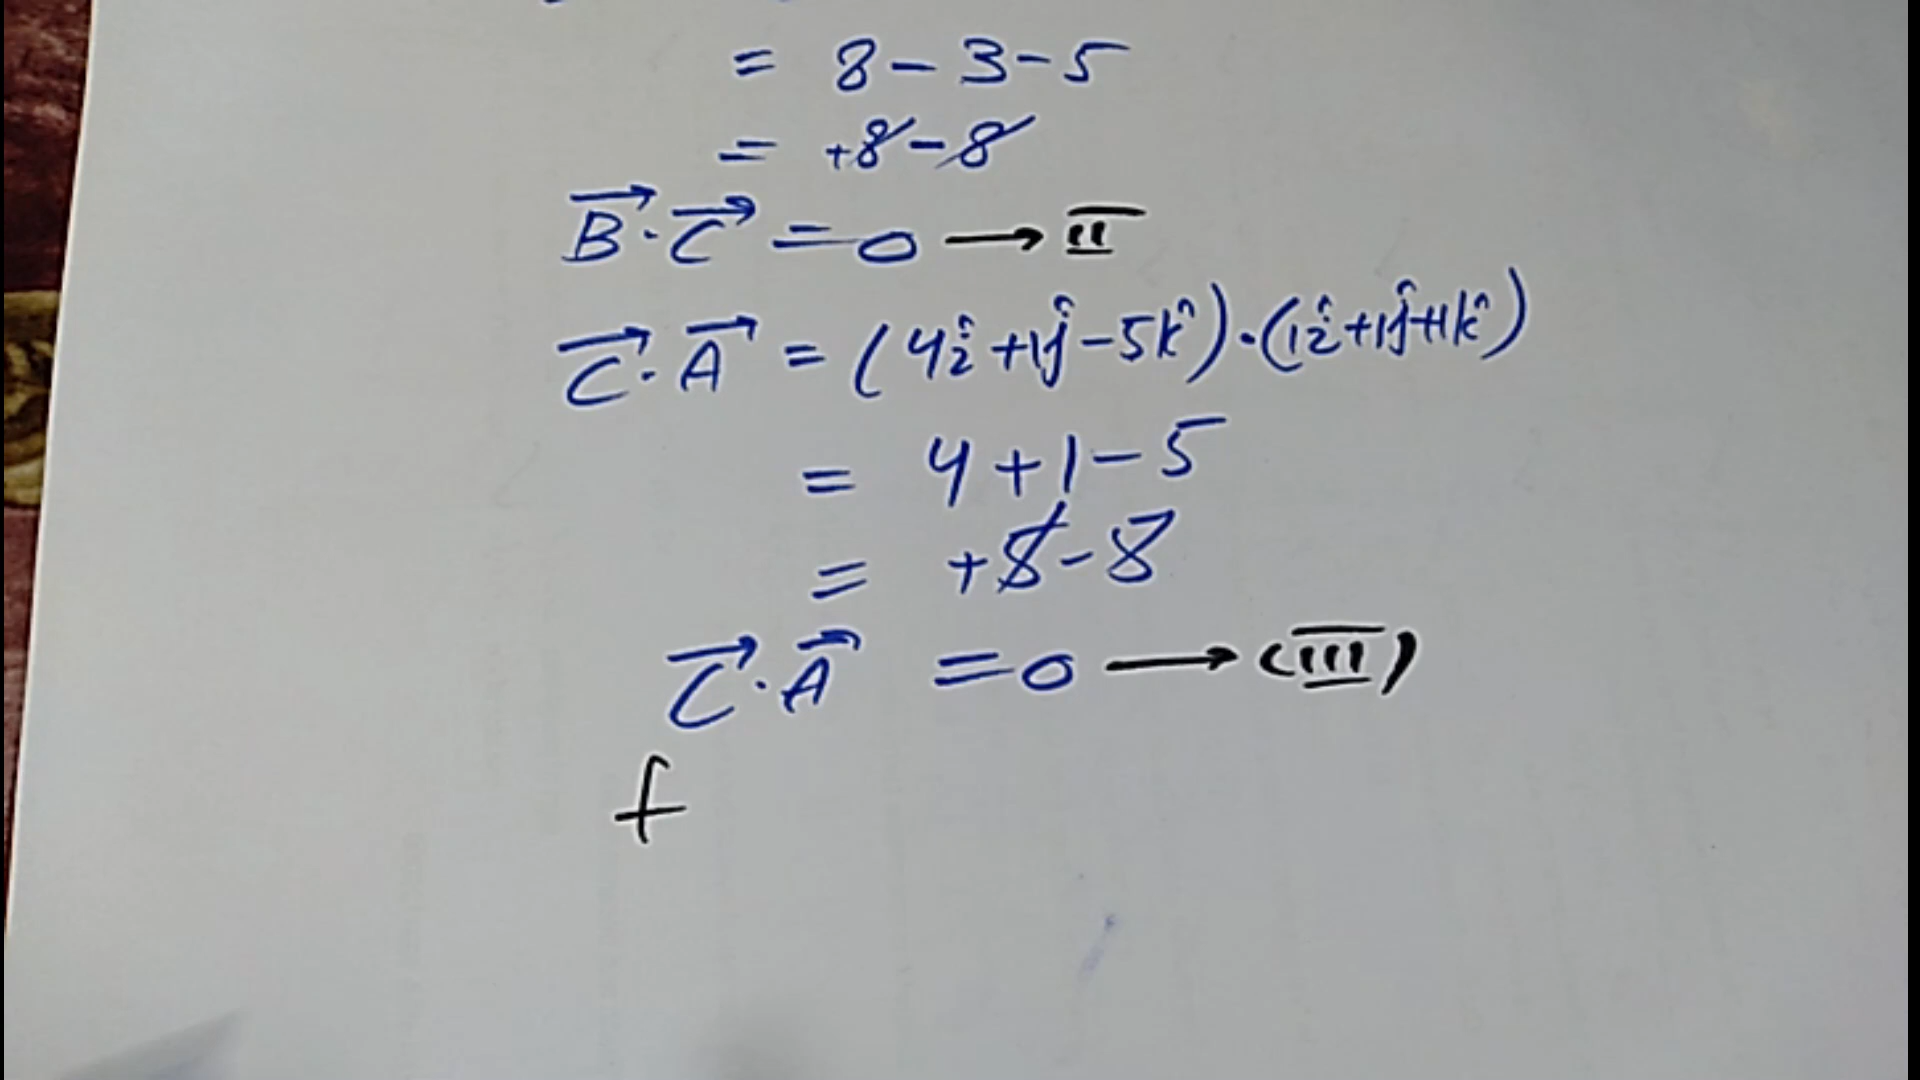 = 8 - 3 - 5
= +8 - 8
B⃗ · C⃗ = 0 → II
C⃗ · A⃗ = (4î + 1ĵ - 5k̂) · (1î + 1ĵ + 1k̂)
= 4 + 1 - 5
= +8 - 8
C⃗ · A⃗ = 0 → (III)
f